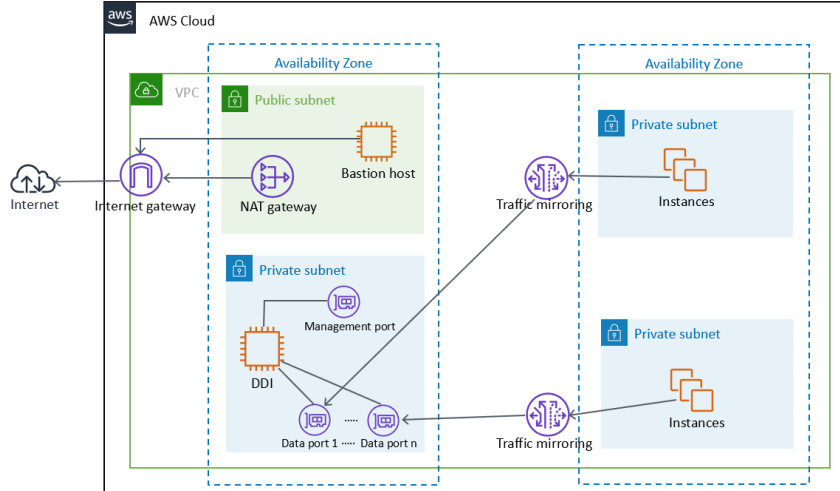 aws
AWS Cloud
Availability Zone
Availability Zone
VPC
Public subnet
Private subnet
Bastion host
Internet
Internet gateway
NAT gateway
Traffic mirroring
Instances
Private subnet
Management port
Private subnet
DDI
Data port 1 ····· Data port n
Traffic mirroring
Instances